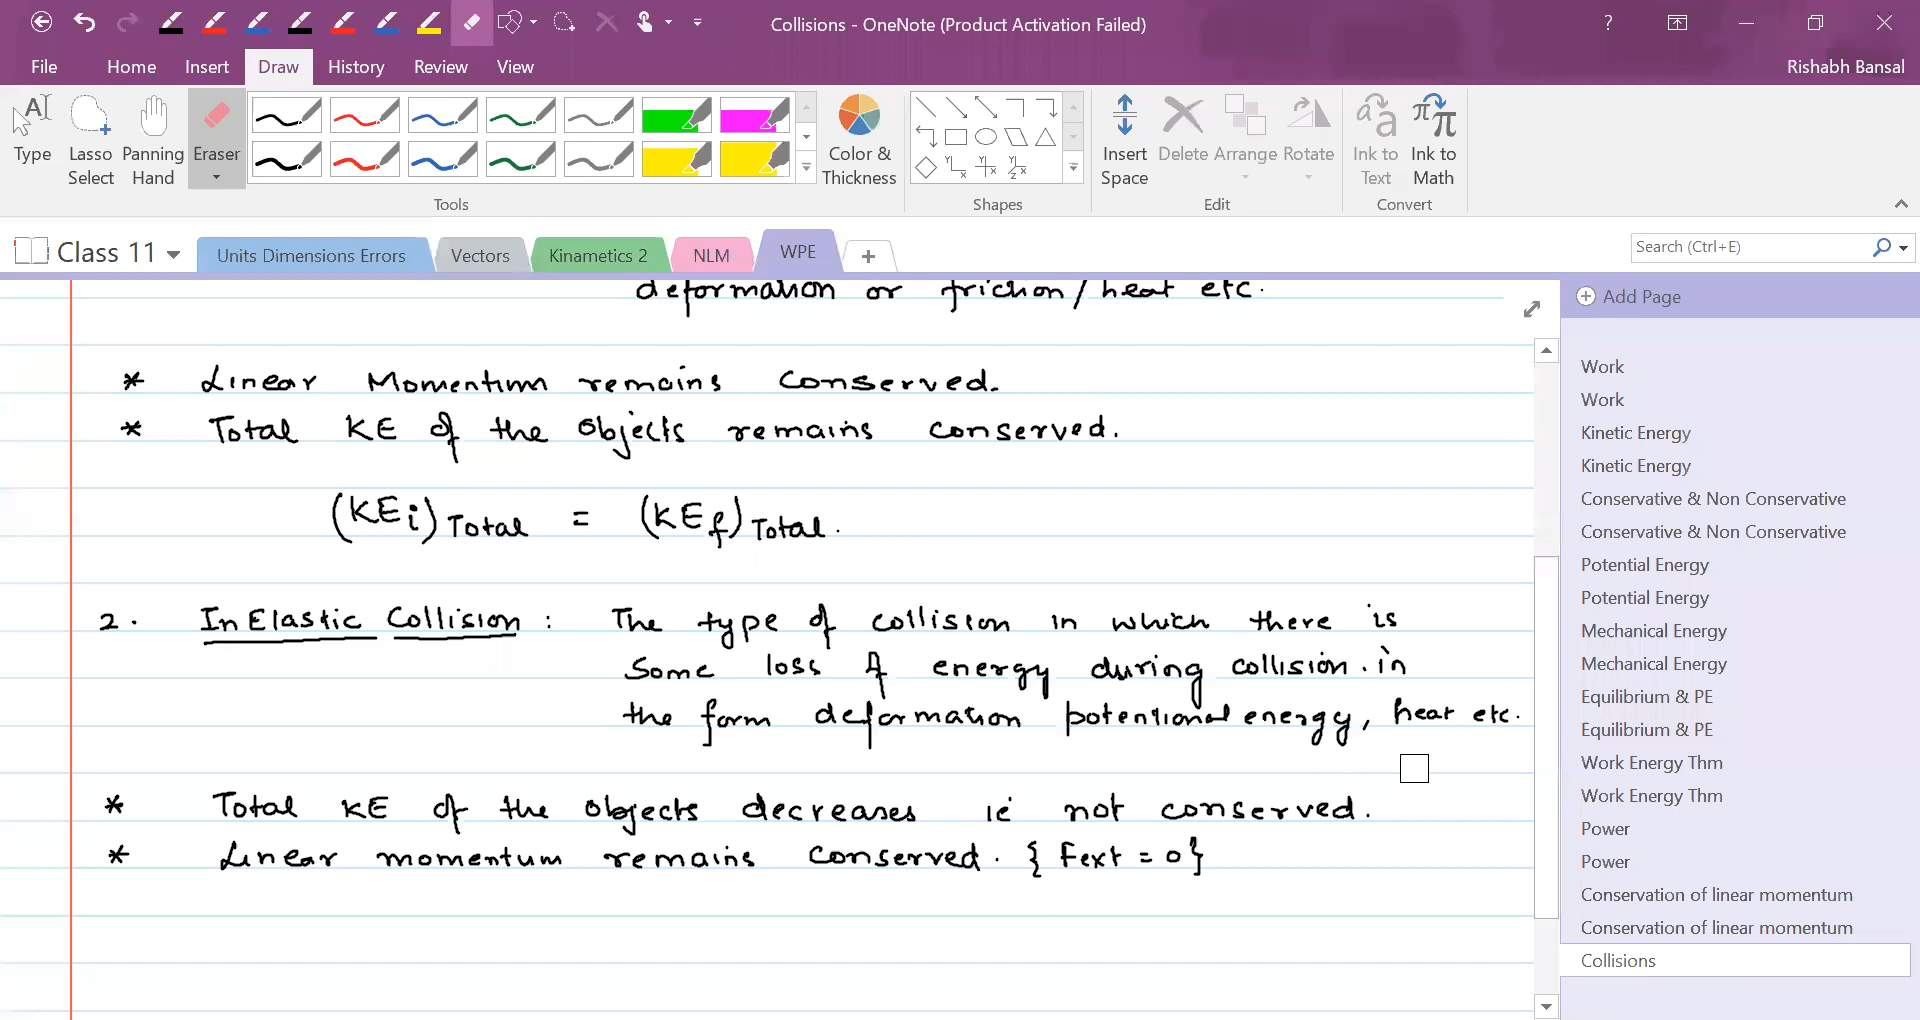 Collisions - OneNote (Product Activation Failed)
?
File Home Insert Draw History Review View
Rishabh Bansal
Type
Lasso Select
Panning Hand
Eraser
Color & Thickness
Insert Space
Delete
Arrange
Rotate
Ink to Text
Ink to Math
Tools
Shapes
Edit
Convert
Class 11
Units Dimensions Errors
Vectors
Kinametics 2
NLM
WPE
Search (Ctrl+E)
deformation or friction/heat etc.
* Linear Momentum remains conserved.
* Total KE of the objects remains conserved.
(KEi)Total = (KEf)Total.
2. InElastic Collision : The type of collision in which there is
some loss of energy during collision. in
the form deformation potentional energy, heat etc.
* Total KE of the objects decreases ie not conserved.
* Linear momentum remains conserved. { Fext = 0}
Add Page
Work
Work
Kinetic Energy
Kinetic Energy
Conservative & Non Conservative
Conservative & Non Conservative
Potential Energy
Potential Energy
Mechanical Energy
Mechanical Energy
Equilibrium & PE
Equilibrium & PE
Work Energy Thm
Work Energy Thm
Power
Power
Conservation of linear momentum
Conservation of linear momentum
Collisions